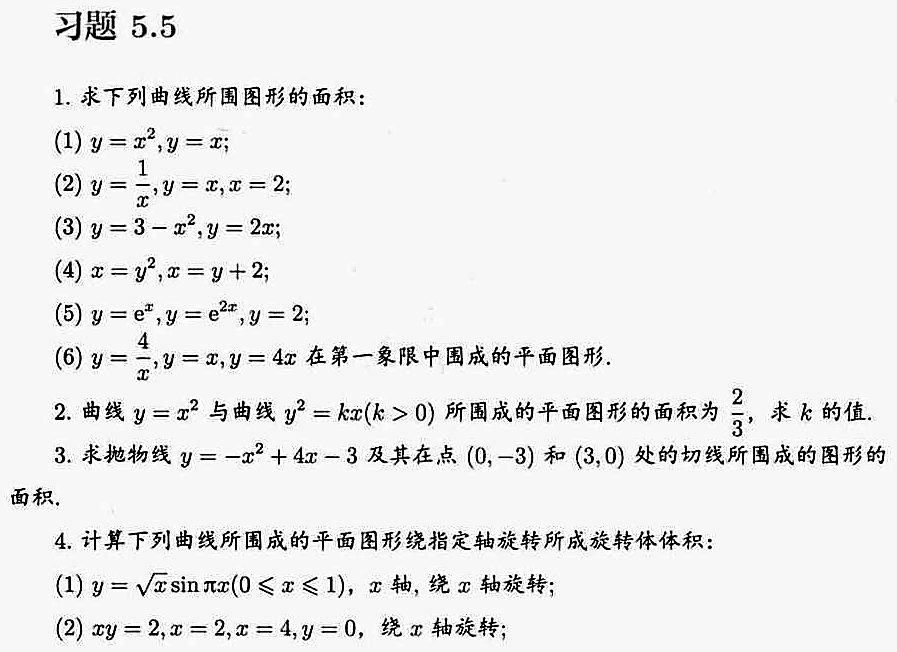 习题 5.5
1. 求下列曲线所围图形的面积:
(1) y = x², y = x;
(2) y = 1/x, y = x, x = 2;
(3) y = 3 − x², y = 2x;
(4) x = y², x = y + 2;
(5) y = eˣ, y = e²ˣ, y = 2;
(6) y = 4/x, y = x, y = 4x 在第一象限中围成的平面图形.
2. 曲线 y = x² 与曲线 y² = kx(k > 0) 所围成的平面图形的面积为 2/3, 求 k 的值.
3. 求抛物线 y = −x² + 4x − 3 及其在点 (0, −3) 和 (3, 0) 处的切线所围成的图形的
面积.
4. 计算下列曲线所围成的平面图形绕指定轴旋转所成旋转体体积:
(1) y = √x sin πx(0 ⩽ x ⩽ 1), x 轴, 绕 x 轴旋转;
(2) xy = 2, x = 2, x = 4, y = 0, 绕 x 轴旋转;